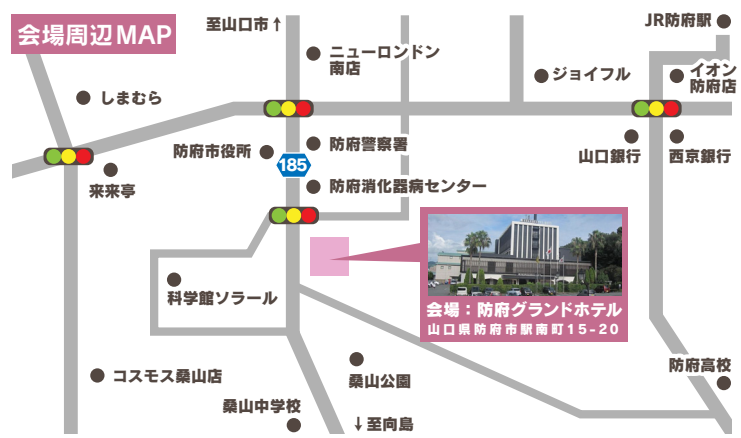 会場周辺MAP
至山口市↑
JR防府駅
ニューロンドン
南店
ジョイフル
イオン
防府店
しまむら
防府市役所
防府警察署
185
山口銀行
西京銀行
来来亭
防府消化器病センター
科学館ソラール
会場：防府グランドホテル
山口県防府市駅南町15-20
コスモス桑山店
桑山公園
防府高校
桑山中学校
↓至向島